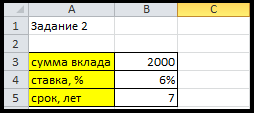 A B C
1 Задание 2
2
3 сумма вклада 2000
4 ставка, % 6%
5 срок, лет 7